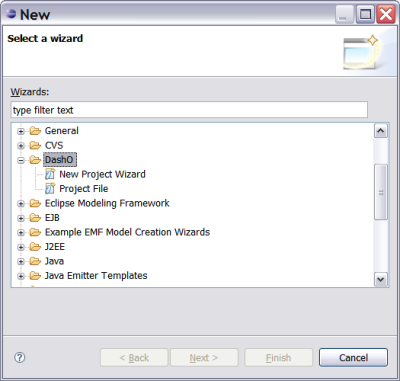 New
Select a wizard
Wizards:
type filter text
General
CVS
DashO
New Project Wizard
Project File
Eclipse Modeling Framework
EJB
Example EMF Model Creation Wizards
J2EE
Java
Java Emitter Templates
? < Back Next > Finish Cancel